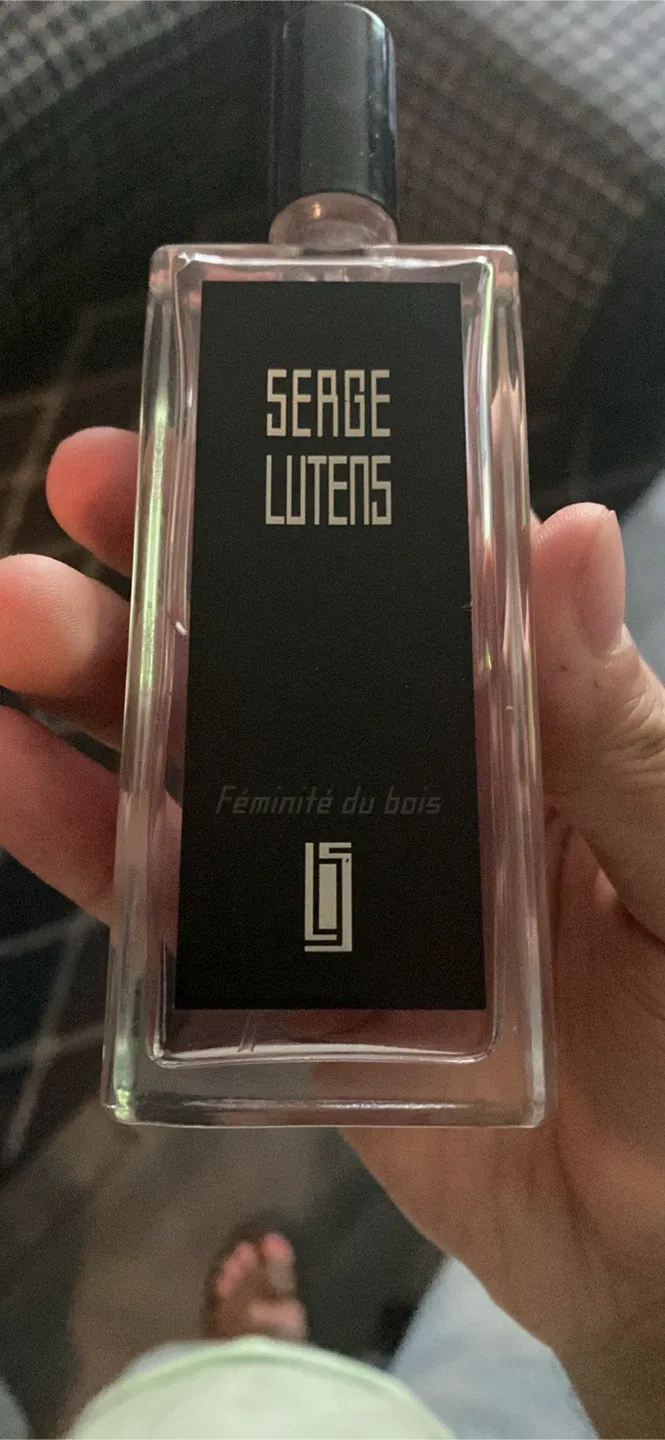 SERGE
LUTENS
Féminité du bois